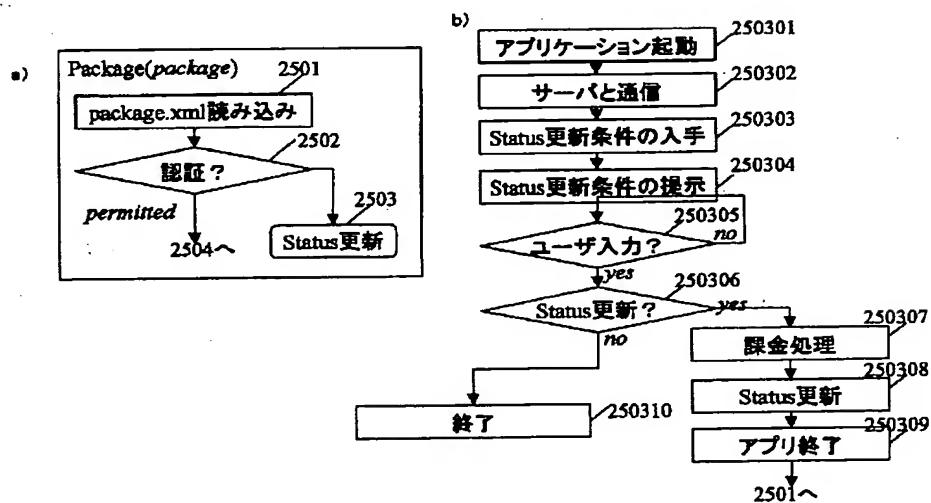 a)
Package(package)
2501
package.xml読み込み
2502
認証?
permitted
2503
2504へ
Status更新
b)
250301
アプリケーション起動
250302
サーバと通信
250303
Status更新条件の入手
250304
Status更新条件の提示
250305
ユーザ入力?
no
yes
250306
Status更新?
yes
no
250307
課金処理
250308
Status更新
250309
アプリ終了
2501へ
250310
終了